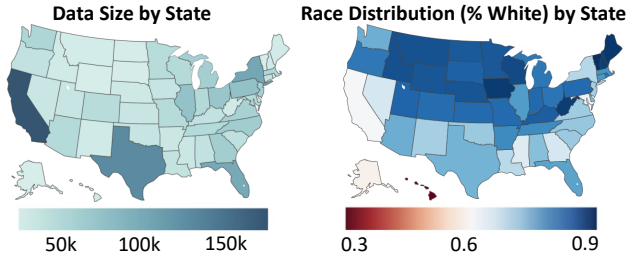 Data Size by State
Race Distribution (% White) by State
50k 100k 150k
0.3 0.6 0.9